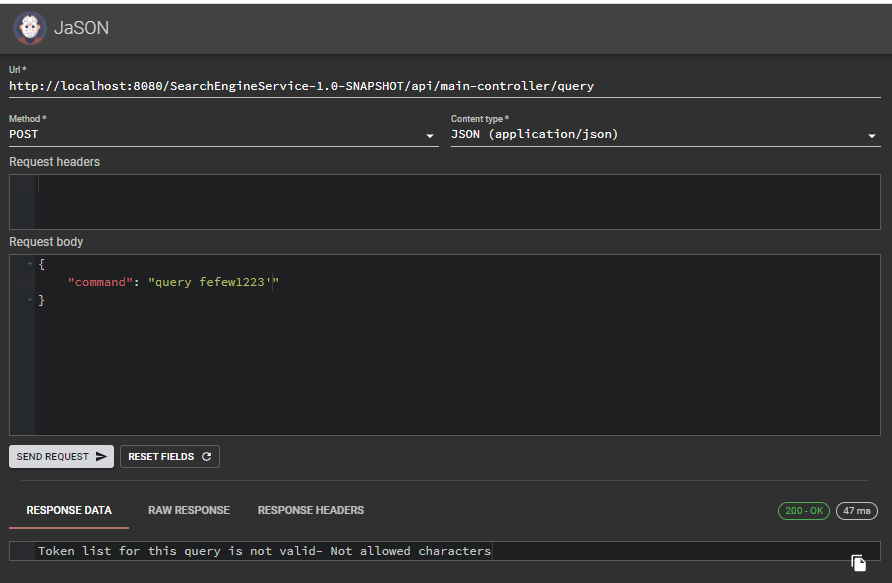 JaSON
Url *
http://localhost:8080/SearchEngineService-1.0-SNAPSHOT/api/main-controller/query
Method *
Content type *
POST
JSON (application/json)
Request headers
Request body
{
"command": "query fefew1223'"
}
SEND REQUEST
RESET FIELDS
RESPONSE DATA
RAW RESPONSE
RESPONSE HEADERS
200 - OK
47 ms
Token list for this query is not valid- Not allowed characters